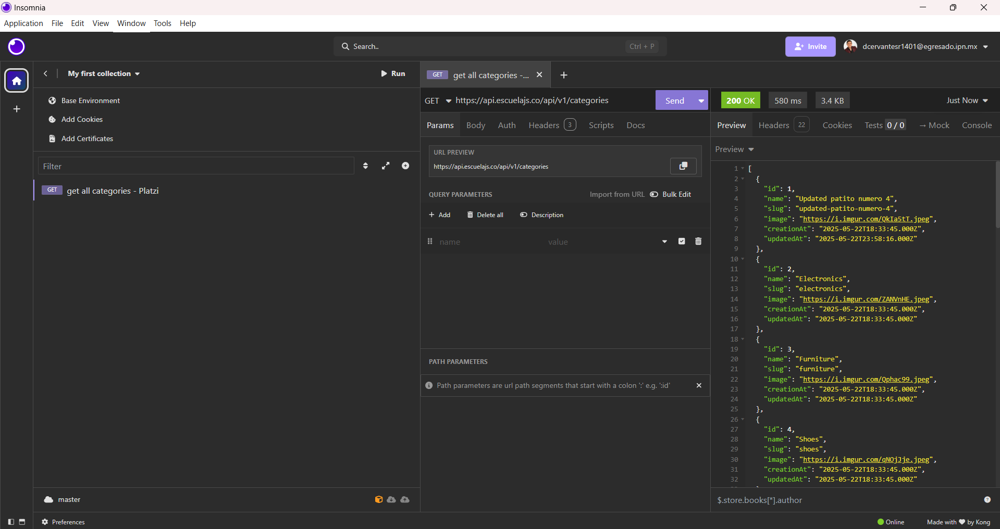 Insomnia
Application File Edit View Window Tools Help
Search.. Ctrl + P
Invite
dcervantesr1401@egresado.ipn.mx
My first collection
Run
Base Environment
Add Cookies
Add Certificates
Filter
GET get all categories - Platzi
master
Preferences
GET get all categories -...
GET https://api.escuelajs.co/api/v1/categories Send
Params Body Auth Headers 3 Scripts Docs
URL PREVIEW
https://api.escuelajs.co/api/v1/categories
QUERY PARAMETERS Import from URL Bulk Edit
Add Delete all Description
name value
PATH PARAMETERS
Path parameters are url path segments that start with a colon ':' e.g. ':id'
200 OK 580 ms 3.4 KB Just Now
Preview Headers 22 Cookies Tests 0 / 0 → Mock Console
Preview
1 [
2 {
3 "id": 1,
4 "name": "Updated patito numero 4",
5 "slug": "updated-patito-numero-4",
6 "image": "https://i.imgur.com/QkIa5tT.jpeg",
7 "creationAt": "2025-05-22T18:33:45.000Z",
8 "updatedAt": "2025-05-22T23:58:16.000Z"
9 },
10 {
11 "id": 2,
12 "name": "Electronics",
13 "slug": "electronics",
14 "image": "https://i.imgur.com/ZANVnHE.jpeg",
15 "creationAt": "2025-05-22T18:33:45.000Z",
16 "updatedAt": "2025-05-22T18:33:45.000Z"
17 },
18 {
19 "id": 3,
20 "name": "Furniture",
21 "slug": "furniture",
22 "image": "https://i.imgur.com/Qphac99.jpeg",
23 "creationAt": "2025-05-22T18:33:45.000Z",
24 "updatedAt": "2025-05-22T18:33:45.000Z"
25 },
26 {
27 "id": 4,
28 "name": "Shoes",
29 "slug": "shoes",
30 "image": "https://i.imgur.com/qNOjJje.jpeg",
31 "creationAt": "2025-05-22T18:33:45.000Z",
32 "updatedAt": "2025-05-22T18:33:45.000Z"
$.store.books[*].author
Online Made with ♥ by Kong